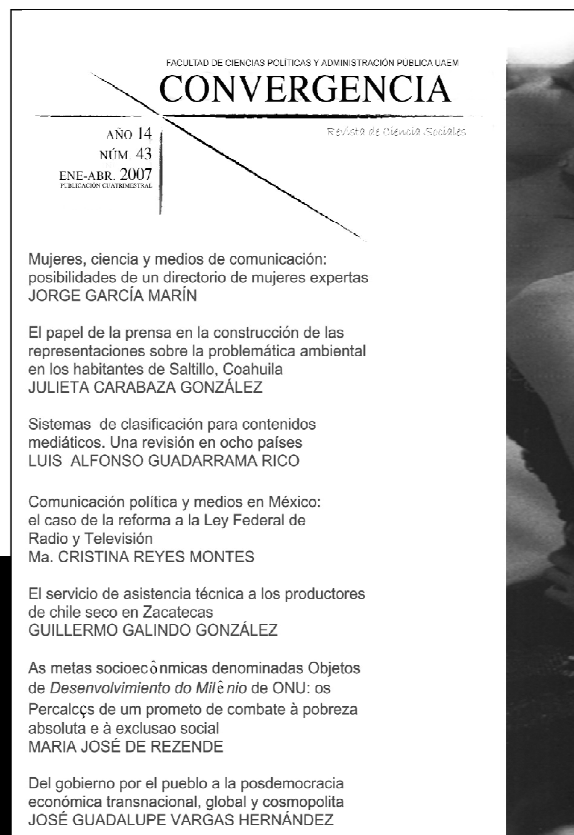 FACULTAD DE CIENCIAS POLÍTICAS Y ADMINISTRACIÓN PUBLICA UAEM
CONVERGENCIA
Revista de Ciencia Sociales
AÑO 14
NÚM. 43
ENE-ABR. 2007
PUBLICACIÓN CUATRIMESTRAL
Mujeres, ciencia y medios de comunicación:
posibilidades de un directorio de mujeres expertas
JORGE GARCÍA MARÍN
El papel de la prensa en la construcción de las
representaciones sobre la problemática ambiental
en los habitantes de Saltillo, Coahuila
JULIETA CARABAZA GONZÁLEZ
Sistemas de clasificación para contenidos
mediáticos. Una revisión en ocho países
LUIS ALFONSO GUADARRAMA RICO
Comunicación política y medios en México:
el caso de la reforma a la Ley Federal de
Radio y Televisión
Ma. CRISTINA REYES MONTES
El servicio de asistencia técnica a los productores
de chile seco en Zacatecas
GUILLERMO GALINDO GONZÁLEZ
As metas socioecônmicas denominadas Objetos
de Desenvolvimiento do Milênio de ONU: os
Percalcçs de um prometo de combate à pobreza
absoluta e à exclusao social
MARIA JOSÉ DE REZENDE
Del gobierno por el pueblo a la posdemocracia
económica transnacional, global y cosmopolita
JOSÉ GUADALUPE VARGAS HERNÁNDEZ